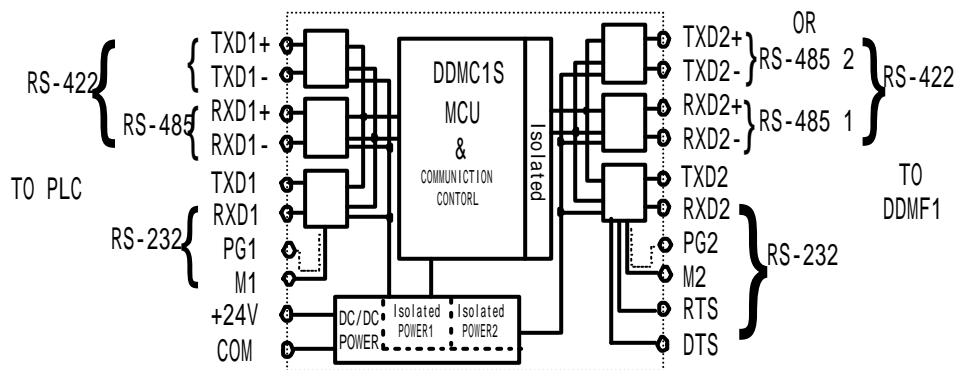 RS-422
RS-485
TO PLC
RS-232
TXD1+
TXD1-
RXD1+
RXD1-
TXD1
RXD1
PG1
M1
+24V
COM
DDMC1S
MCU
&
COMMUNICTION
CONTORL
Isolated
DC/DC
POWER
Isolated
POWER1
Isolated
POWER2
TXD2+
TXD2-
RXD2+
RXD2-
TXD2
RXD2
PG2
M2
RTS
DTS
OR
RS-485 2
RS-485 1
RS-422
TO
DDMF1
RS-232